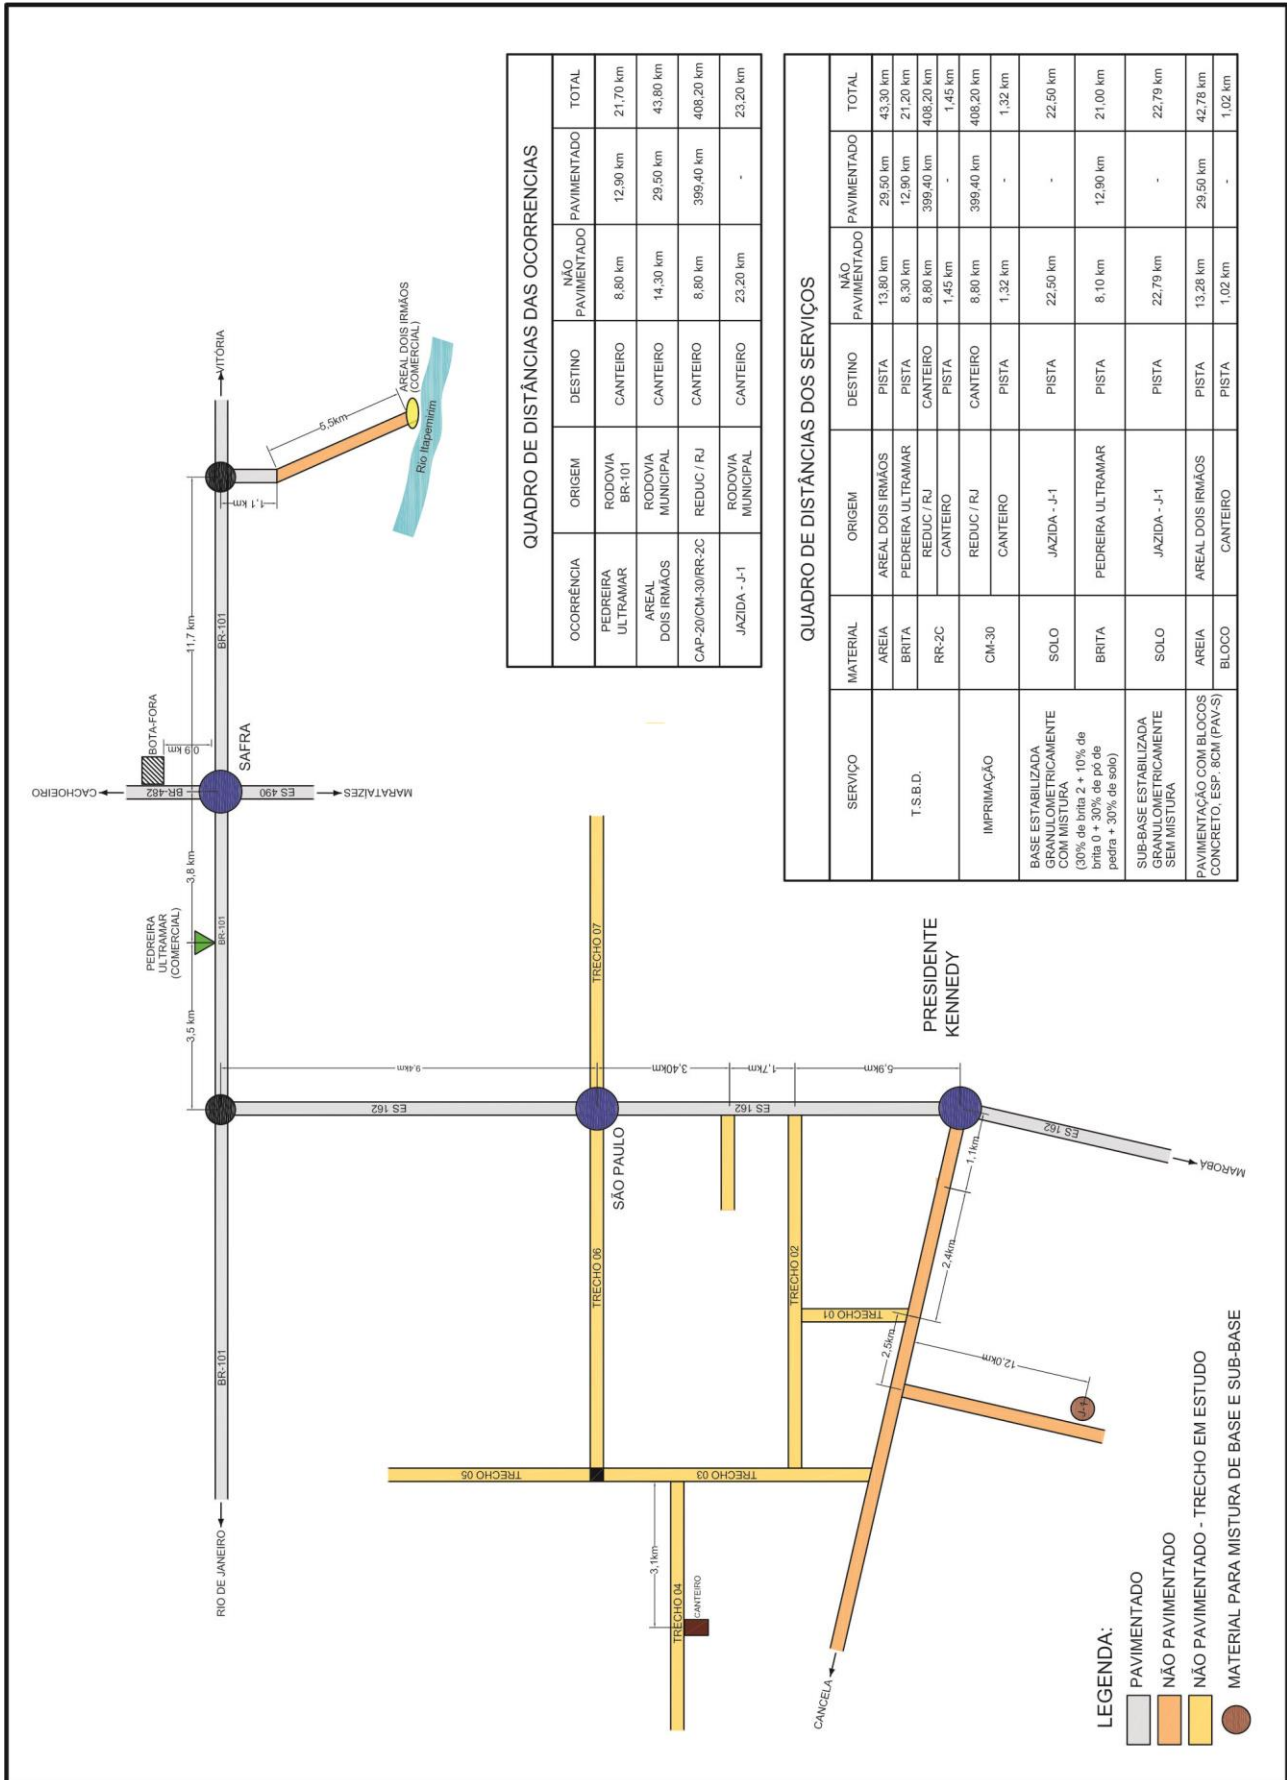 RIO DE JANEIRO
BR-101
3,5 km
PEDREIRA
ULTRAMAR
(COMERCIAL)
BR-101
3,8 km
CACHOEIRO
BR-482
BOTA-FORA
0,9 km
SAFRA
ES 490
MARATAÍZES
11,7 km
BR-101
VITÓRIA
1,1 km
5,5km
AREAL DOIS IRMÃOS
(COMERCIAL)
Rio Itapemirim
ES 162
9,4km
TRECHO 05
TRECHO 06
SÃO PAULO
TRECHO 07
TRECHO 03
3,1km
TRECHO 04
CANTEIRO
3,40km
ES 162
1,7km
TRECHO 02
5,9km
TRECHO 01
PRESIDENTE
KENNEDY
CANCELA
2,5km
2,4km
1,1km
12,0km
J-1
ES 162
MAROBÁ
QUADRO DE DISTÂNCIAS DAS OCORRENCIAS
OCORRÊNCIA ORIGEM DESTINO NÃO PAVIMENTADO PAVIMENTADO TOTAL
PEDREIRA ULTRAMAR RODOVIA BR-101 CANTEIRO 8,80 km 12,90 km 21,70 km
AREAL DOIS IRMÃOS RODOVIA MUNICIPAL CANTEIRO 14,30 km 29,50 km 43,80 km
CAP-20/CM-30/RR-2C REDUC / RJ CANTEIRO 8,80 km 399,40 km 408,20 km
JAZIDA - J-1 RODOVIA MUNICIPAL CANTEIRO 23,20 km - 23,20 km
QUADRO DE DISTÂNCIAS DOS SERVIÇOS
SERVIÇO MATERIAL ORIGEM DESTINO NÃO PAVIMENTADO PAVIMENTADO TOTAL
T.S.B.D. AREIA AREAL DOIS IRMÃOS PISTA 13,80 km 29,50 km 43,30 km
BRITA PEDREIRA ULTRAMAR PISTA 8,30 km 12,90 km 21,20 km
RR-2C REDUC / RJ CANTEIRO 8,80 km 399,40 km 408,20 km
CANTEIRO PISTA 1,45 km - 1,45 km
IMPRIMAÇÃO CM-30 REDUC / RJ CANTEIRO 8,80 km 399,40 km 408,20 km
CANTEIRO PISTA 1,32 km - 1,32 km
BASE ESTABILIZADA
GRANULOMETRICAMENTE
COM MISTURA
(30% de brita 2 + 10% de
brita 0 + 30% de pó de
pedra + 30% de solo)
SOLO JAZIDA - J-1 PISTA 22,50 km - 22,50 km
BRITA PEDREIRA ULTRAMAR PISTA 8,10 km 12,90 km 21,00 km
SUB-BASE ESTABILIZADA
GRANULOMETRICAMENTE
SEM MISTURA
SOLO JAZIDA - J-1 PISTA 22,79 km - 22,79 km
PAVIMENTAÇÃO COM BLOCOS
CONCRETO, ESP. 8CM (PAV-S)
AREIA AREAL DOIS IRMÃOS PISTA 13,28 km 29,50 km 42,78 km
BLOCO CANTEIRO PISTA 1,02 km - 1,02 km
LEGENDA:
PAVIMENTADO
NÃO PAVIMENTADO
NÃO PAVIMENTADO - TRECHO EM ESTUDO
MATERIAL PARA MISTURA DE BASE E SUB-BASE